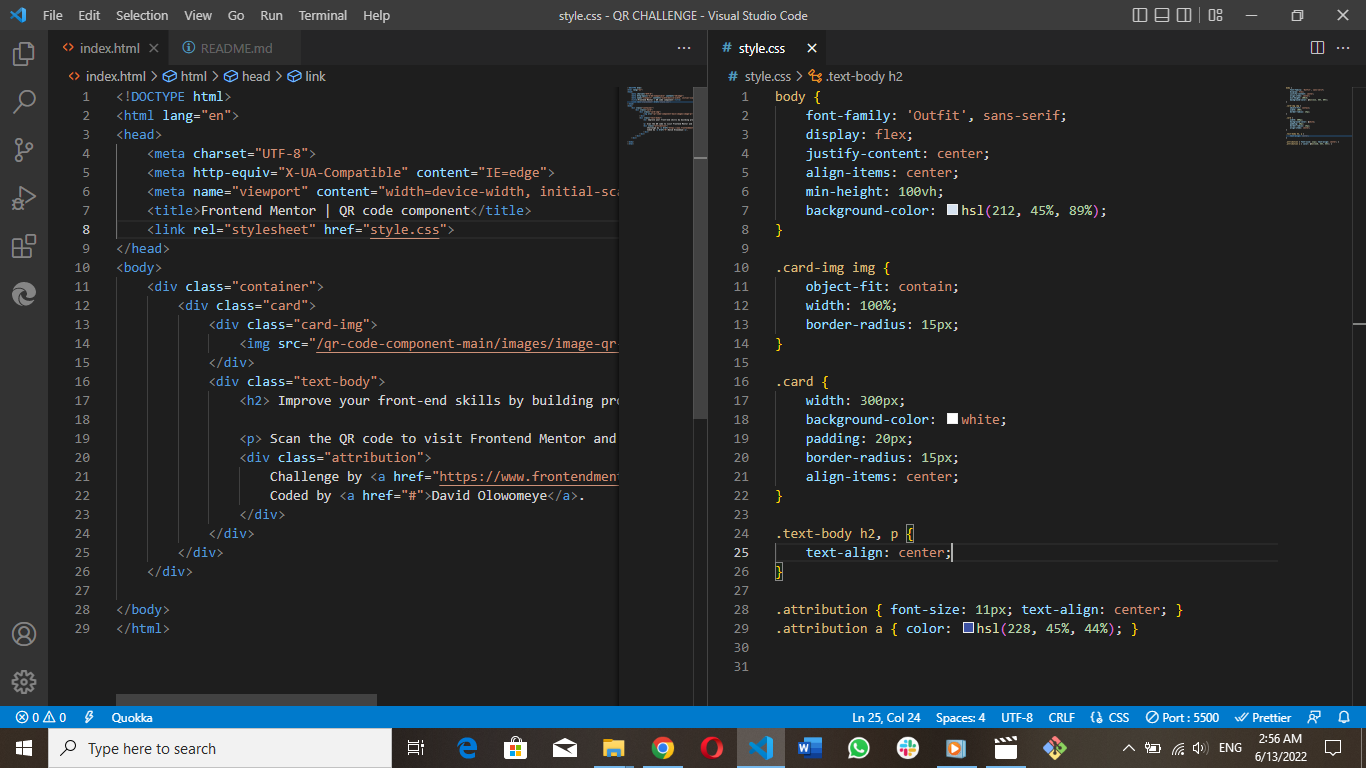 File Edit Selection View Go Run Terminal Help
style.css - QR CHALLENGE - Visual Studio Code
index.html
README.md
index.html > html > head > link
1 <!DOCTYPE html>
2 <html lang="en">
3 <head>
4 <meta charset="UTF-8">
5 <meta http-equiv="X-UA-Compatible" content="IE=edge">
6 <meta name="viewport" content="width=device-width, initial-sca
7 <title>Frontend Mentor | QR code component</title>
8 <link rel="stylesheet" href="style.css">
9 </head>
10 <body>
11 <div class="container">
12 <div class="card">
13 <div class="card-img">
14 <img src="/qr-code-component-main/images/image-qr-
15 </div>
16 <div class="text-body">
17 <h2> Improve your front-end skills by building pro
18
19 <p> Scan the QR code to visit Frontend Mentor and
20 <div class="attribution">
21 Challenge by <a href="https://www.frontendment
22 Coded by <a href="#">David Olowomeye</a>.
23 </div>
24 </div>
25 </div>
26 </div>
27
28 </body>
29 </html>
# style.css
# style.css > .text-body h2
1 body {
2 font-family: 'Outfit', sans-serif;
3 display: flex;
4 justify-content: center;
5 align-items: center;
6 min-height: 100vh;
7 background-color: hsl(212, 45%, 89%);
8 }
9
10 .card-img img {
11 object-fit: contain;
12 width: 100%;
13 border-radius: 15px;
14 }
15
16 .card {
17 width: 300px;
18 background-color: white;
19 padding: 20px;
20 border-radius: 15px;
21 align-items: center;
22 }
23
24 .text-body h2, p {
25 text-align: center;
26 }
27
28 .attribution { font-size: 11px; text-align: center; }
29 .attribution a { color: hsl(228, 45%, 44%); }
30
31
0 0 Quokka
Ln 25, Col 24 Spaces: 4 UTF-8 CRLF CSS Port : 5500 Prettier
Type here to search
ENG
2:56 AM
6/13/2022